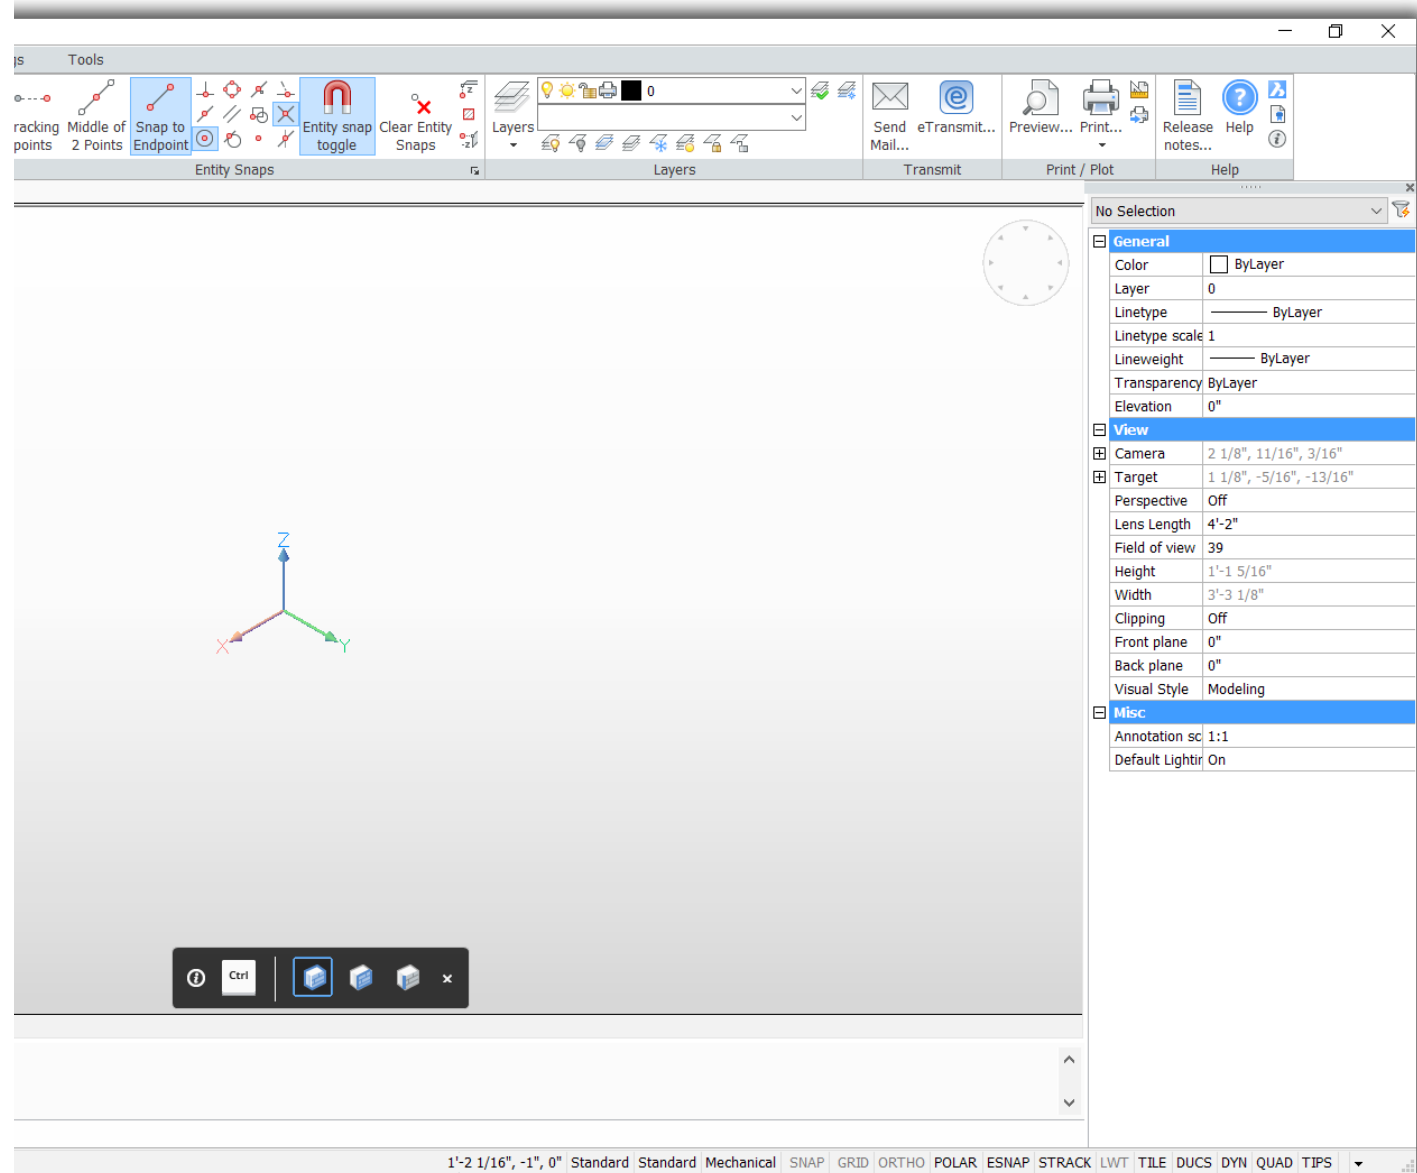 gs Tools
racking points
Middle of 2 Points
Snap to Endpoint
Entity snap toggle
Clear Entity Snaps
Layers
0
Send Mail...
eTransmit...
Preview...
Print...
Release notes...
Help
Entity Snaps
Layers
Transmit
Print / Plot
Help
No Selection
General
Color ByLayer
Layer 0
Linetype ByLayer
Linetype scale 1
Lineweight ByLayer
Transparency ByLayer
Elevation 0"
View
Camera 2 1/8", 11/16", 3/16"
Target 1 1/8", -5/16", -13/16"
Perspective Off
Lens Length 4'-2"
Field of view 39
Height 1'-1 5/16"
Width 3'-3 1/8"
Clipping Off
Front plane 0"
Back plane 0"
Visual Style Modeling
Misc
Annotation sc 1:1
Default Lightin On
Z
X
Y
Ctrl
1'-2 1/16", -1", 0" Standard Standard Mechanical SNAP GRID ORTHO POLAR ESNAP STRACK LWT TILE DUCS DYN QUAD TIPS